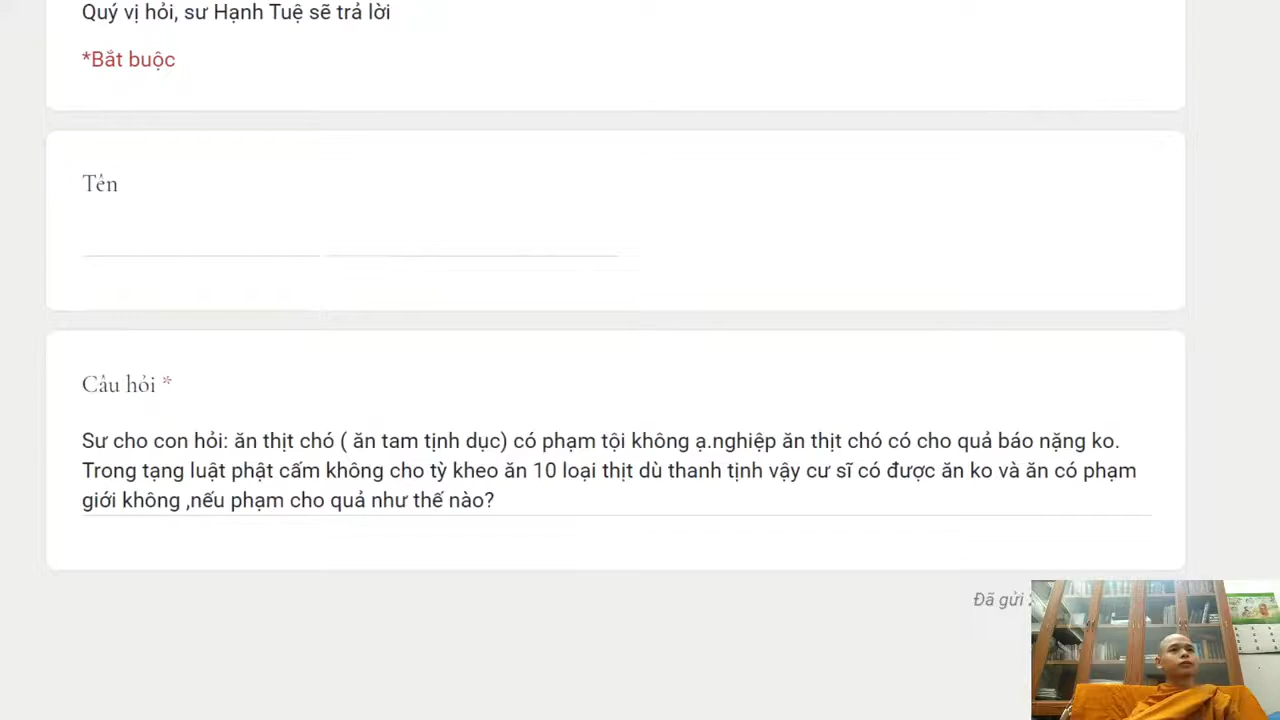 Quý vị hỏi, sư Hạnh Tuệ sẽ trả lời
*Bắt buộc
Tên
Câu hỏi *
Sư cho con hỏi: ăn thịt chó ( ăn tam tịnh dục) có phạm tội không ạ.nghiệp ăn thịt chó có cho quả báo nặng ko.
Trong tạng luật phật cấm không cho tỳ kheo ăn 10 loại thịt dù thanh tịnh vậy cư sĩ có được ăn ko và ăn có phạm
giới không ,nếu phạm cho quả như thế nào?
Đã gửi